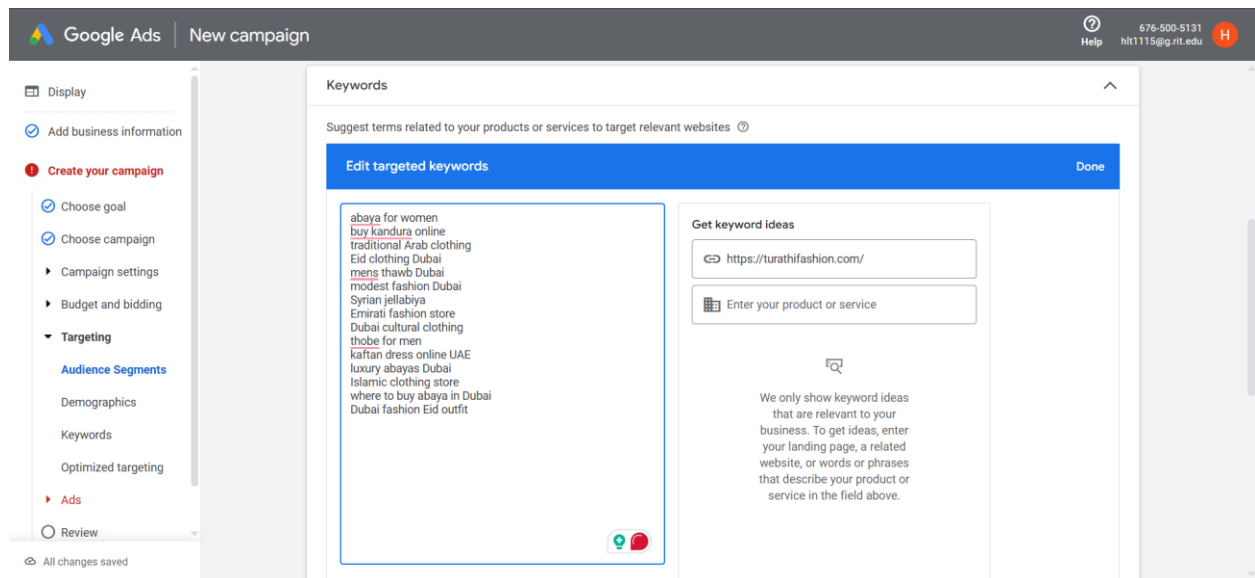 Google Ads
New campaign
Help
676-500-5131
hlt1115@g.rit.edu
H
Display
Add business information
Create your campaign
Choose goal
Choose campaign
Campaign settings
Budget and bidding
Targeting
Audience Segments
Demographics
Keywords
Optimized targeting
Ads
Review
All changes saved
Keywords
Suggest terms related to your products or services to target relevant websites
Edit targeted keywords
Done
abaya for women
buy kandura online
traditional Arab clothing
Eid clothing Dubai
mens thawb Dubai
modest fashion Dubai
Syrian jellabiya
Emirati fashion store
Dubai cultural clothing
thobe for men
kaftan dress online UAE
luxury abayas Dubai
Islamic clothing store
where to buy abaya in Dubai
Dubai fashion Eid outfit
Get keyword ideas
https://turathifashion.com/
Enter your product or service
We only show keyword ideas
that are relevant to your
business. To get ideas, enter
your landing page, a related
website, or words or phrases
that describe your product or
service in the field above.